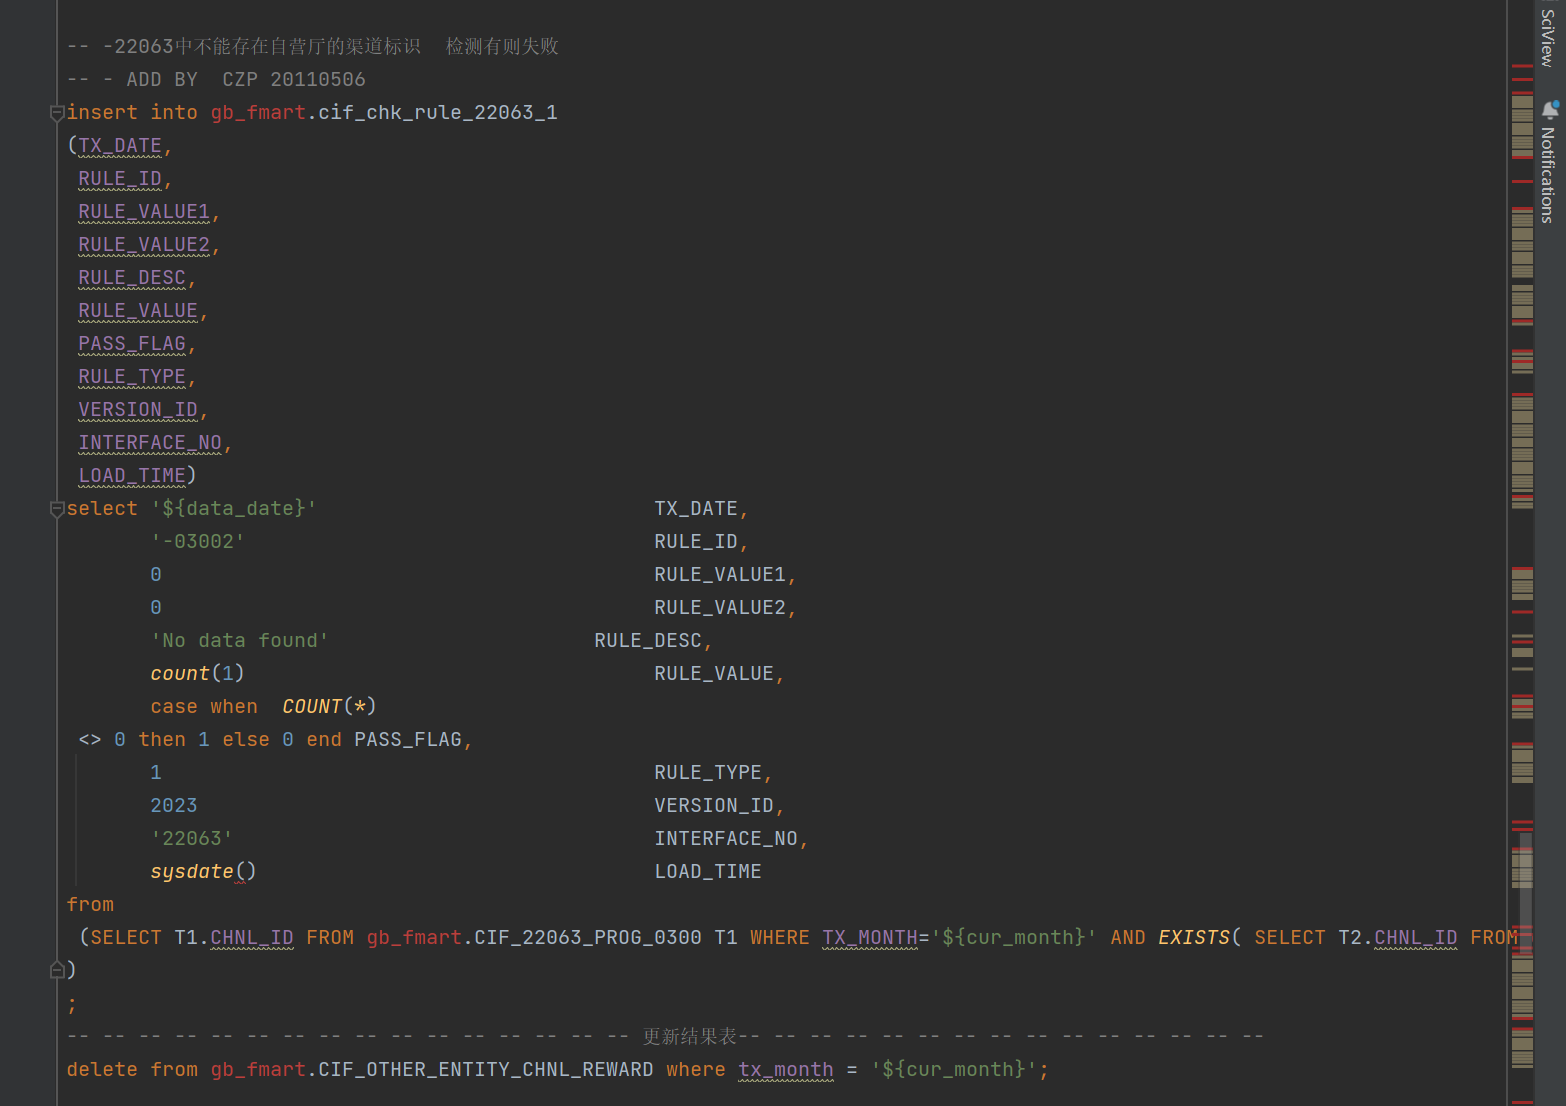 -- -22063中不能存在自营厅的渠道标识  检测有则失败
-- - ADD BY  CZP 20110506
insert into gb_fmart.cif_chk_rule_22063_1
(TX_DATE,
RULE_ID,
RULE_VALUE1,
RULE_VALUE2,
RULE_DESC,
RULE_VALUE,
PASS_FLAG,
RULE_TYPE,
VERSION_ID,
INTERFACE_NO,
LOAD_TIME)
select '${data_date}' TX_DATE,
'-03002' RULE_ID,
0 RULE_VALUE1,
0 RULE_VALUE2,
'No data found' RULE_DESC,
count(1) RULE_VALUE,
case when  COUNT(*)
<> 0 then 1 else 0 end PASS_FLAG,
1 RULE_TYPE,
2023 VERSION_ID,
'22063' INTERFACE_NO,
sysdate() LOAD_TIME
from
(SELECT T1.CHNL_ID FROM gb_fmart.CIF_22063_PROG_0300 T1 WHERE TX_MONTH='${cur_month}' AND EXISTS( SELECT T2.CHNL_ID FROM
)
;
-- -- -- -- -- -- -- -- -- -- -- -- -- -- -- -- 更新结果表-- -- -- -- -- -- -- -- -- -- -- -- -- -- --
delete from gb_fmart.CIF_OTHER_ENTITY_CHNL_REWARD where tx_month = '${cur_month}';
SciView
Notifications